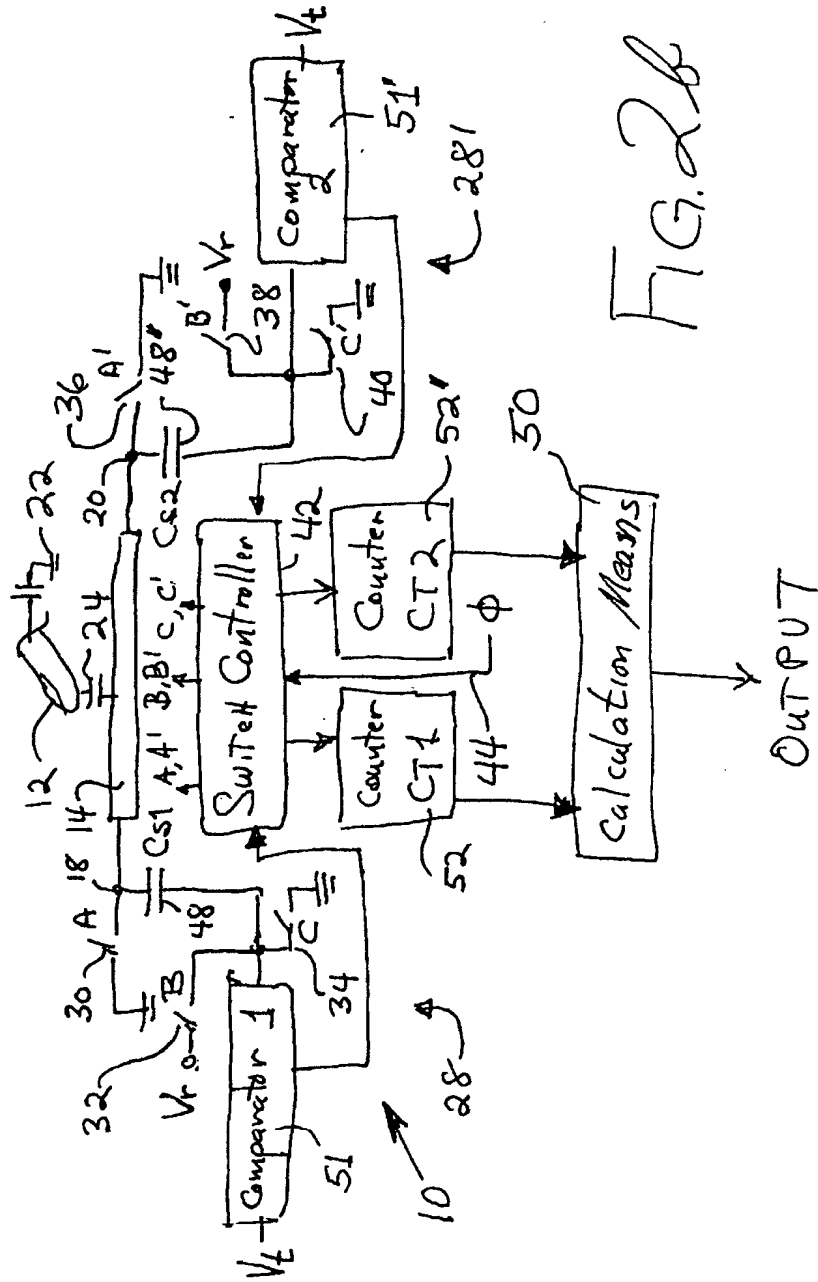 12
22
14
24
18
20
36
A
A'
30
Cs1
48
Cs2
48'
A,A'
B,B'
C,C'
B
Vr
32
C
34
B'
Vr
38
C'
40
Vt
Comparator 1
51
Switch Controller
42
Comparator 2
Vt
51'
10
28
28'
Counter CT1
52
44
Φ
Counter CT2
52'
Calculation Means
50
OUTPUT
FIG. 2b